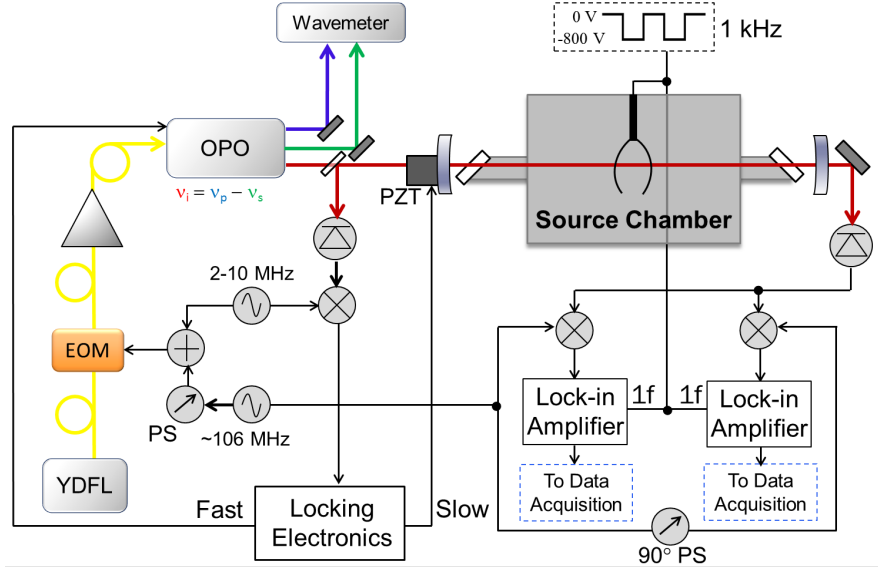 Wavemeter
0 V
-800 V
1 kHz
OPO
νi = νp − νs
PZT
Source Chamber
2-10 MHz
EOM
PS
~106 MHz
YDFL
Fast
Locking
Electronics
Slow
Lock-in
Amplifier
1f
1f
Lock-in
Amplifier
To Data
Acquisition
To Data
Acquisition
90° PS